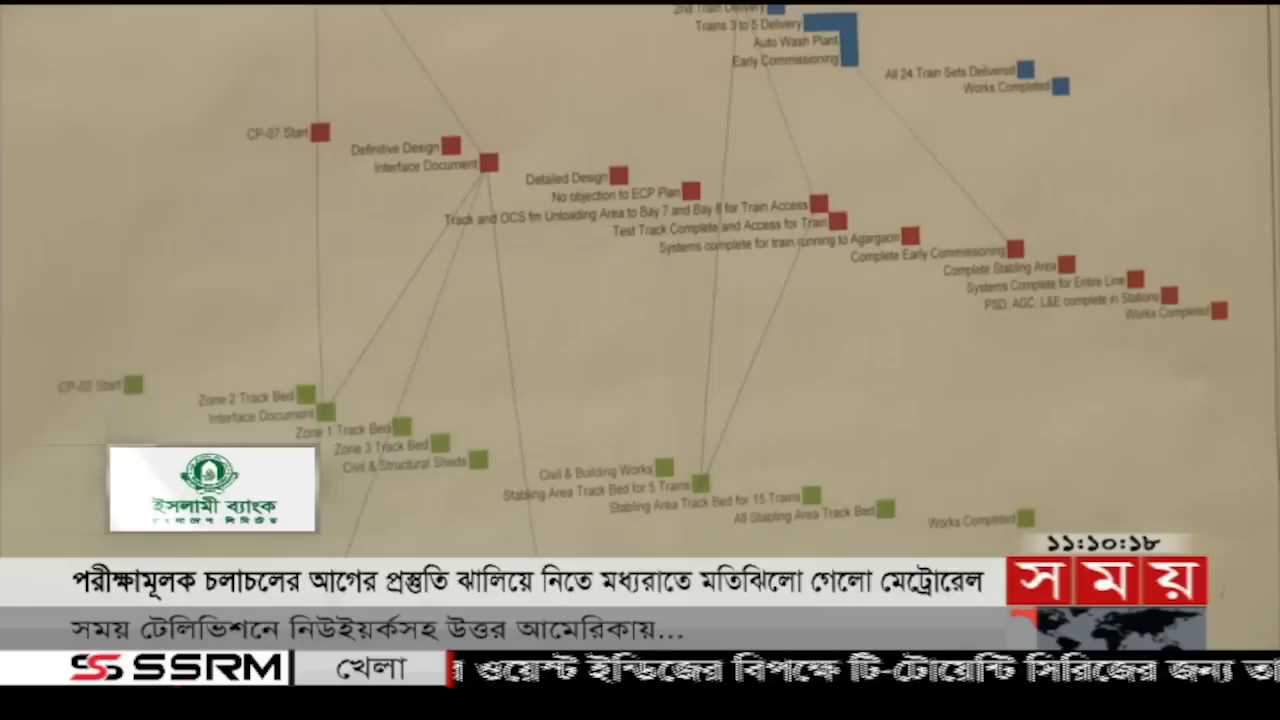 2nd Train Delivery
Trains 3 to 5 Delivery
Auto Wash Plant
Early Commissioning
All 24 Train Sets Delivered
Works Completed
CP-07 Start
Definitive Design
Interface Document
Detailed Design
No objection to ECP Plan
Track and OCS fm Unloading Area to Bay 7 and Bay 8 for Train Access
Test Track Complete and Access for Train
Systems complete for train running to Agargaon
Complete Early Commissioning
Complete Stabling Area
Systems Complete for Entire Line
PSD, AGC, L&E complete in Stations
Works Completed
CP-02 Start
Zone 2 Track Bed
Interface Document
Zone 1 Track Bed
Zone 3 Track Bed
Civil & Structural Sheds
Civil & Building Works
Stabling Area Track Bed for 5 Trains
Stabling Area Track Bed for 15 Trains
All Stabling Area Track Bed
Works Completed
ইসলামী ব্যাংক
১১:১০:১৮
পরীক্ষামূলক চলাচলের আগের প্রস্তুতি ঝালিয়ে নিতে মধ্যরাতে মতিঝিলো গেলো মেট্রোরেল
সময়
সময় টেলিভিশনে নিউইয়র্কসহ উত্তর আমেরিকায়...
SSRM খেলা ওয়েস্ট ইন্ডিজের বিপক্ষে টি-টোয়েন্টি সিরিজের জন্য